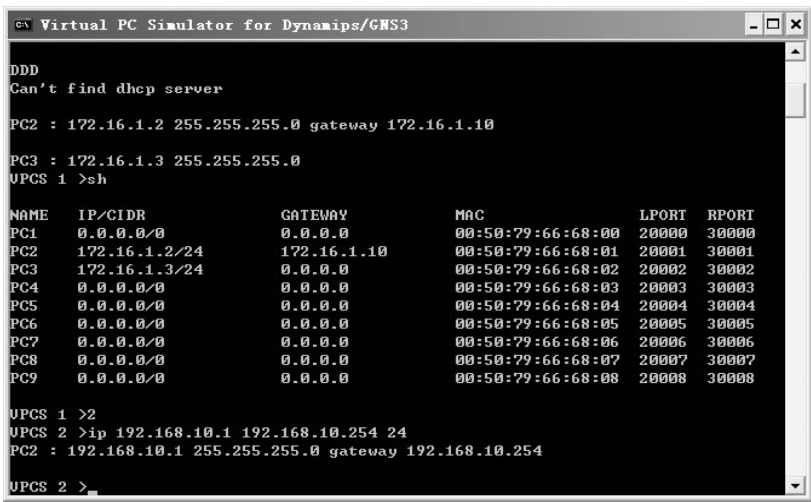 Virtual PC Simulator for Dynamips/GNS3
DDD
Can't find dhcp server
PC2 : 172.16.1.2 255.255.255.0 gateway 172.16.1.10
PC3 : 172.16.1.3 255.255.255.0
VPCS 1 >sh
NAME IP/CIDR GATEWAY MAC LPORT RPORT
PC1 0.0.0.0/0 0.0.0.0 00:50:79:66:68:00 20000 30000
PC2 172.16.1.2/24 172.16.1.10 00:50:79:66:68:01 20001 30001
PC3 172.16.1.3/24 0.0.0.0 00:50:79:66:68:02 20002 30002
PC4 0.0.0.0/0 0.0.0.0 00:50:79:66:68:03 20003 30003
PC5 0.0.0.0/0 0.0.0.0 00:50:79:66:68:04 20004 30004
PC6 0.0.0.0/0 0.0.0.0 00:50:79:66:68:05 20005 30005
PC7 0.0.0.0/0 0.0.0.0 00:50:79:66:68:06 20006 30006
PC8 0.0.0.0/0 0.0.0.0 00:50:79:66:68:07 20007 30007
PC9 0.0.0.0/0 0.0.0.0 00:50:79:66:68:08 20008 30008
VPCS 1 >2
VPCS 2 >ip 192.168.10.1 192.168.10.254 24
PC2 : 192.168.10.1 255.255.255.0 gateway 192.168.10.254
VPCS 2 >_